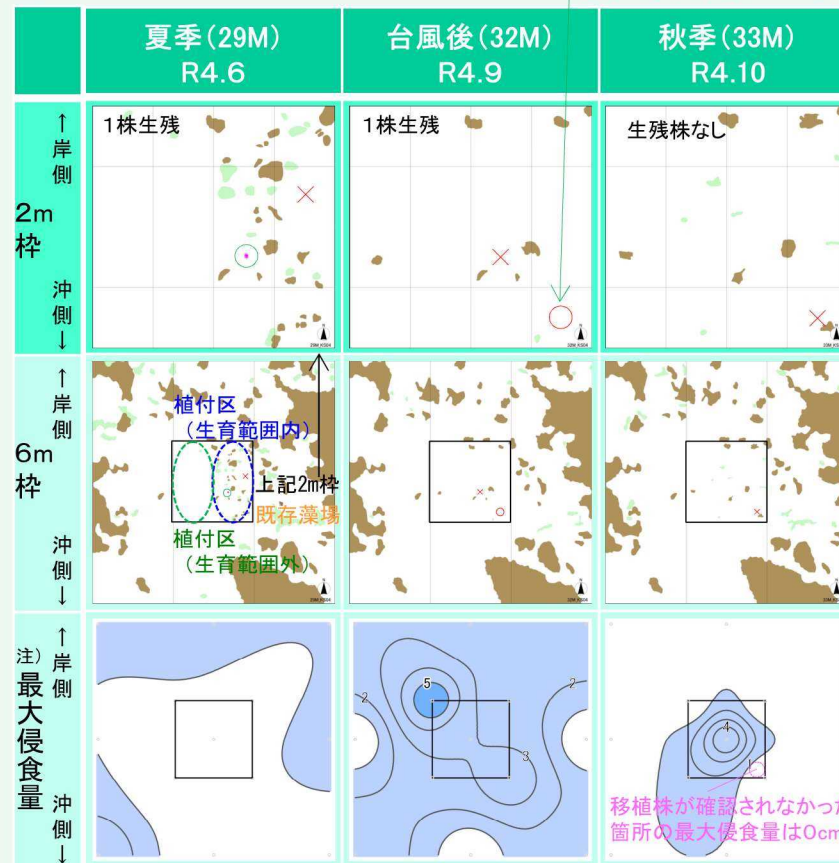 夏季(29M)
R4.6
台風後(32M)
R4.9
秋季(33M)
R4.10
↑
岸
側
2m
枠
沖
側
↓
1株生残
1株生残
生残株なし
↑
岸
側
6m
枠
沖
側
↓
植付区
(生育範囲内)
上記2m枠
既存藻場
植付区
(生育範囲外)
↑
岸
側
注)
最大侵食量
沖
側
↓
5
2
2
3
4
移植株が確認されなかった
箇所の最大侵食量は0cm